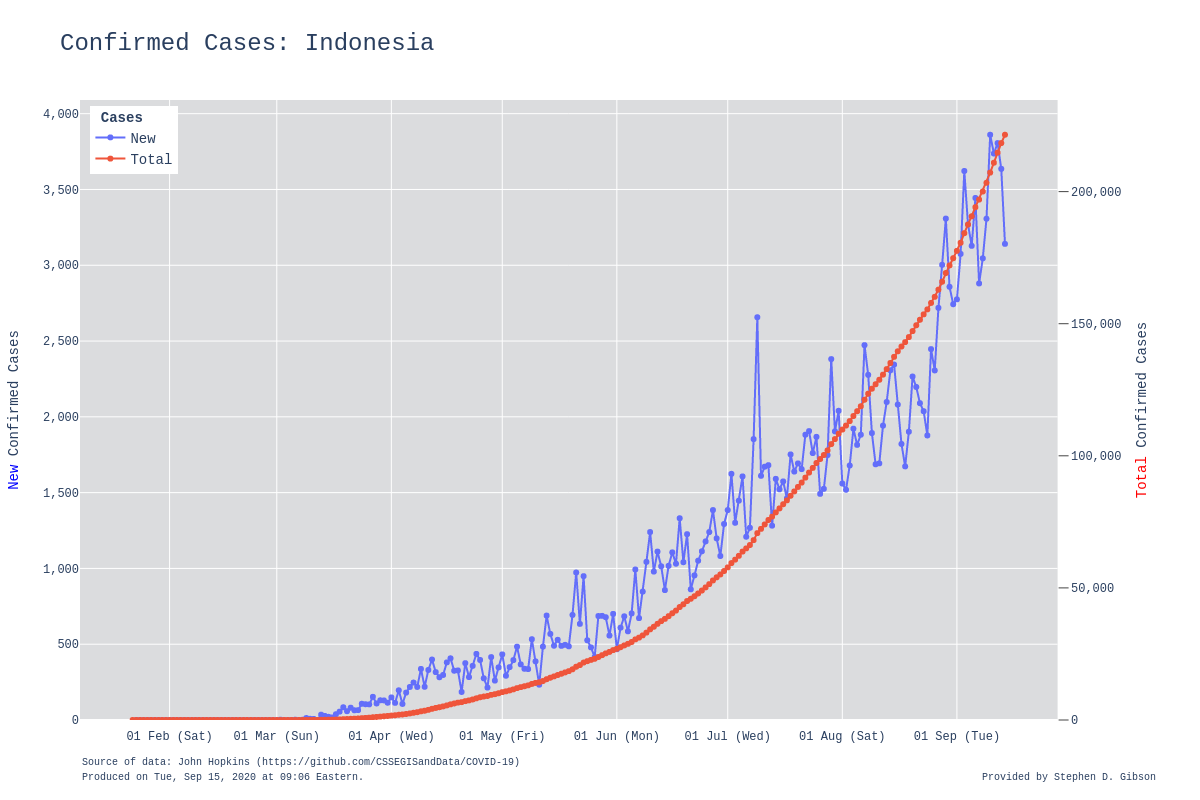 Confirmed Cases: Indonesia
Cases
New
Total
4,000
3,500
3,000
2,500
2,000
1,500
1,000
500
0
New Confirmed Cases
200,000
150,000
100,000
50,000
0
Total Confirmed Cases
01 Feb (Sat) 01 Mar (Sun) 01 Apr (Wed) 01 May (Fri) 01 Jun (Mon) 01 Jul (Wed) 01 Aug (Sat) 01 Sep (Tue)
Source of data: John Hopkins (https://github.com/CSSEGISandData/COVID-19)
Produced on Tue, Sep 15, 2020 at 09:06 Eastern.
Provided by Stephen D. Gibson